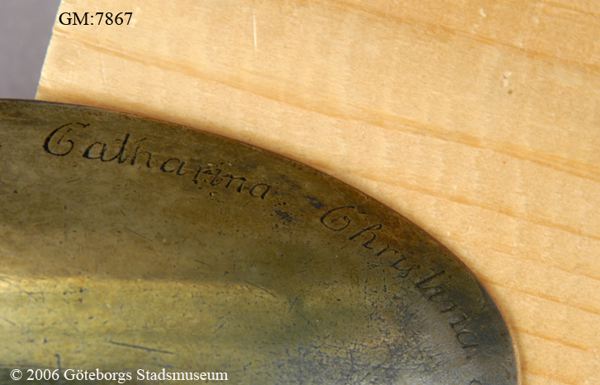 GM:7867
Catharina Christina
© 2006 Göteborgs Stadsmuseum